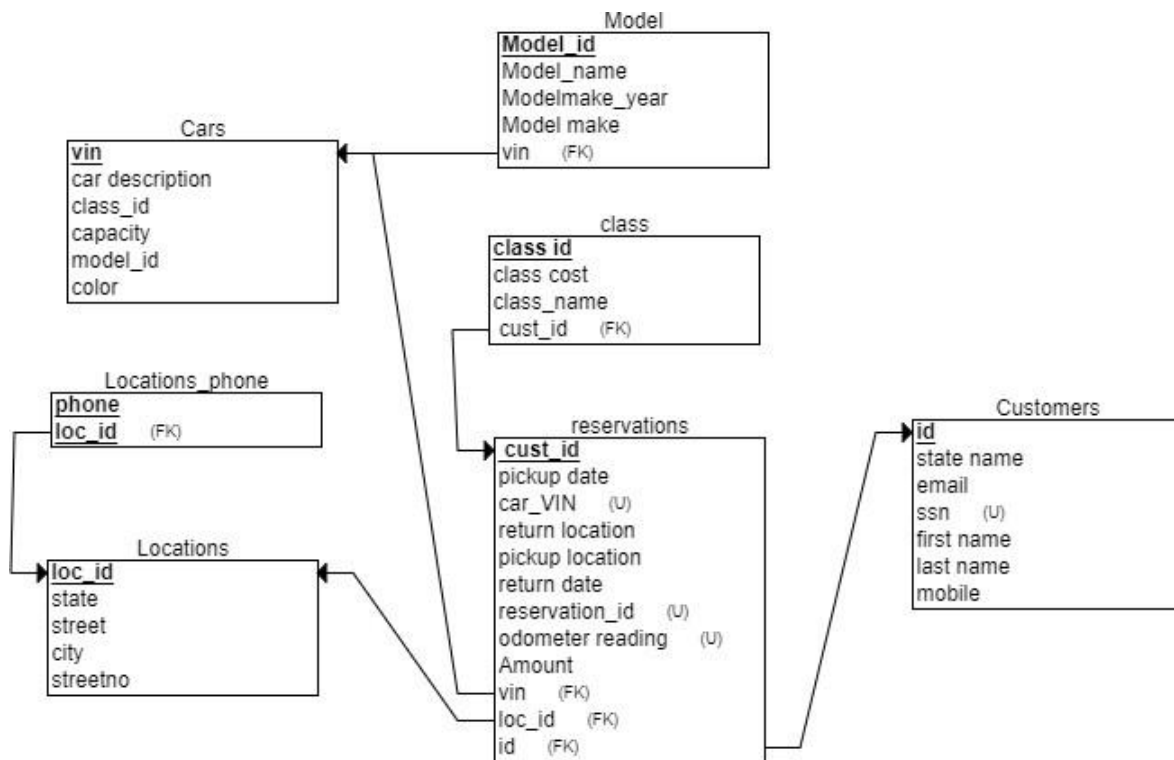 Model
Model_id
Model_name
Modelmake_year
Model make
vin (FK)
Cars
vin
car description
class_id
capacity
model_id
color
class
class id
class cost
class_name
cust_id (FK)
Locations_phone
phone
loc_id (FK)
reservations
cust_id
pickup date
car_VIN (U)
return location
pickup location
return date
reservation_id (U)
odometer reading (U)
Amount
vin (FK)
loc_id (FK)
id (FK)
Customers
id
state name
email
ssn (U)
first name
last name
mobile
Locations
loc_id
state
street
city
streetno